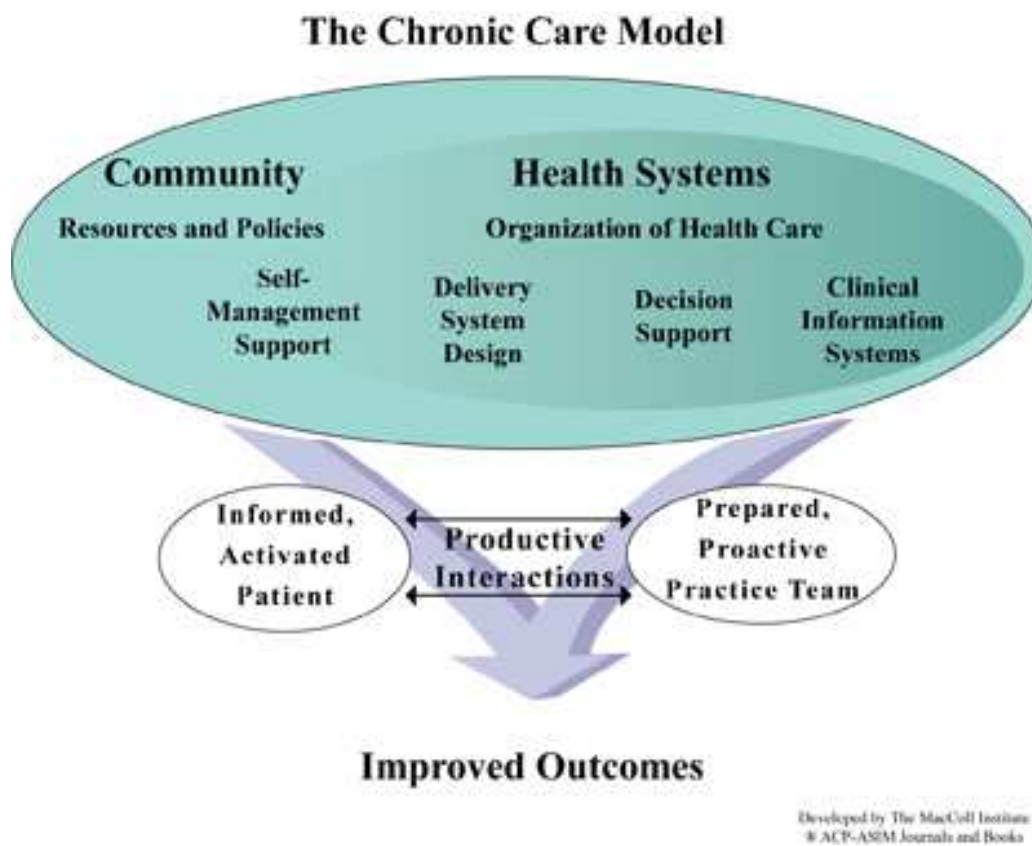 The Chronic Care Model
Community
Resources and Policies
Health Systems
Organization of Health Care
Self-
Management
Support
Delivery
System
Design
Decision
Support
Clinical
Information
Systems
Informed,
Activated
Patient
Productive
Interactions
Prepared,
Proactive
Practice Team
Improved Outcomes
Developed by The MacColl Institute
® ACP-ASIM Journals and Books